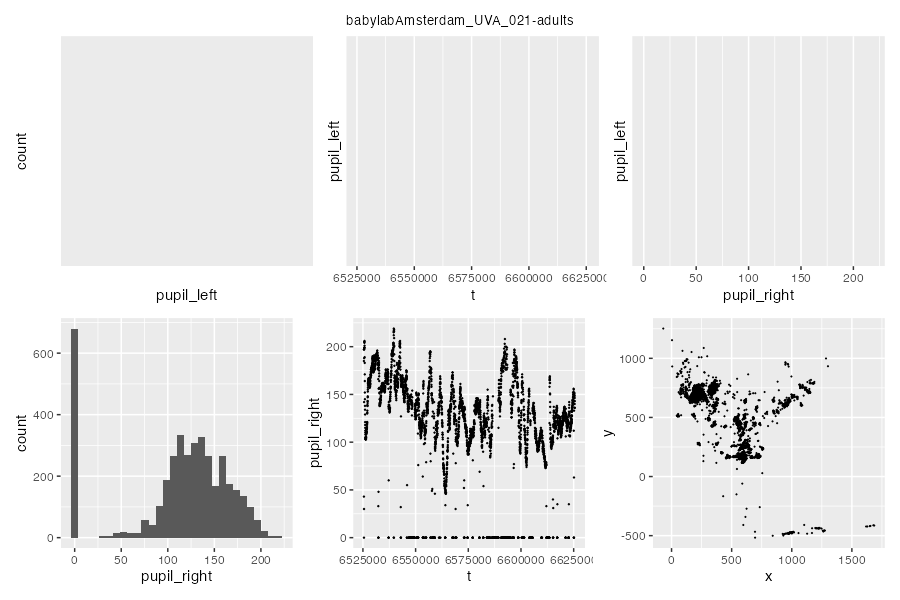 babylabAmsterdam_UVA_021-adults
count
pupil_left
pupil_left
6525000 6550000 6575000 6600000 6625000
t
pupil_left
0 50 100 150 200
pupil_right
count
600
400
200
0
0 50 100 150 200
pupil_right
pupil_right
200
150
100
50
0
6525000 6550000 6575000 6600000 6625000
t
y
1000
500
0
-500
0 500 1000 1500
x